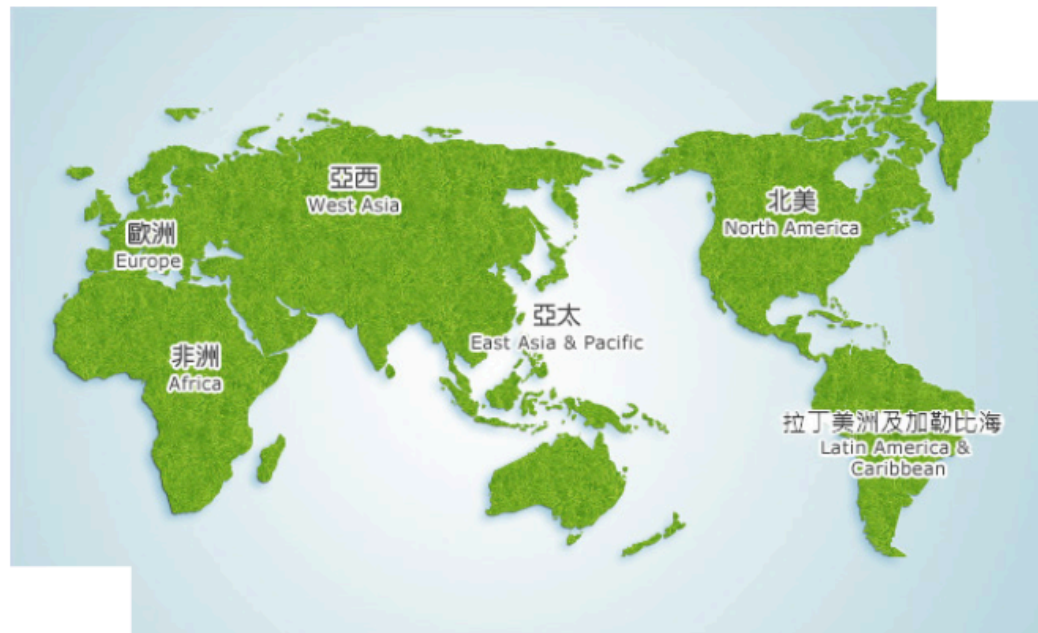 亞西
West Asia
北美
North America
歐洲
Europe
亞太
East Asia & Pacific
非洲
Africa
拉丁美洲及加勒比海
Latin America &
Caribbean